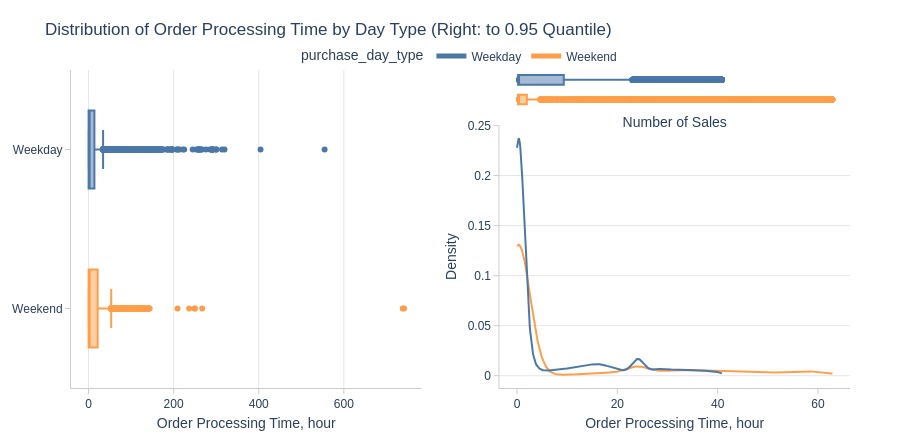 Distribution of Order Processing Time by Day Type (Right: to 0.95 Quantile)
purchase_day_type Weekday Weekend
Weekday
Weekend
0 200 400 600
Order Processing Time, hour
Number of Sales
0.25
0.2
0.15
0.1
0.05
0
Density
0 20 40 60
Order Processing Time, hour